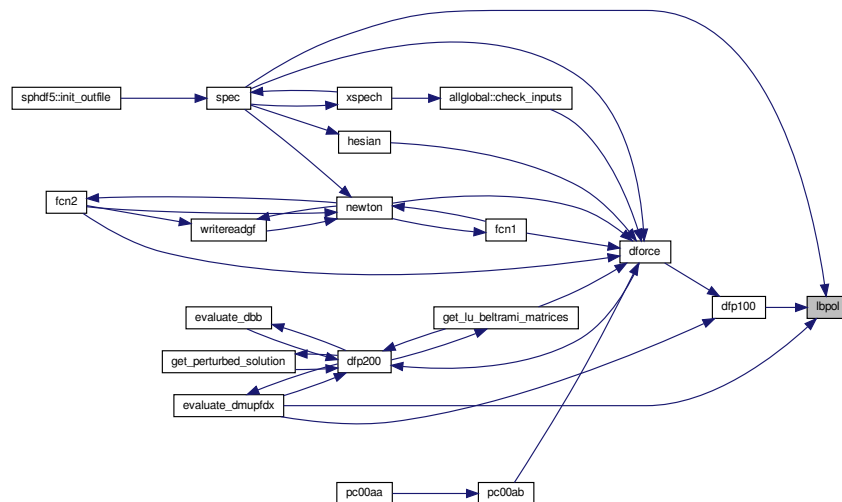 sphdf5::init_outfile
spec
xspech
allglobal::check_inputs
hesian
fcn2
newton
writereadgf
fcn1
dforce
evaluate_dbb
get_lu_beltrami_matrices
dfp100
lbpol
get_perturbed_solution
dfp200
evaluate_dmupfdx
pc00aa
pc00ab